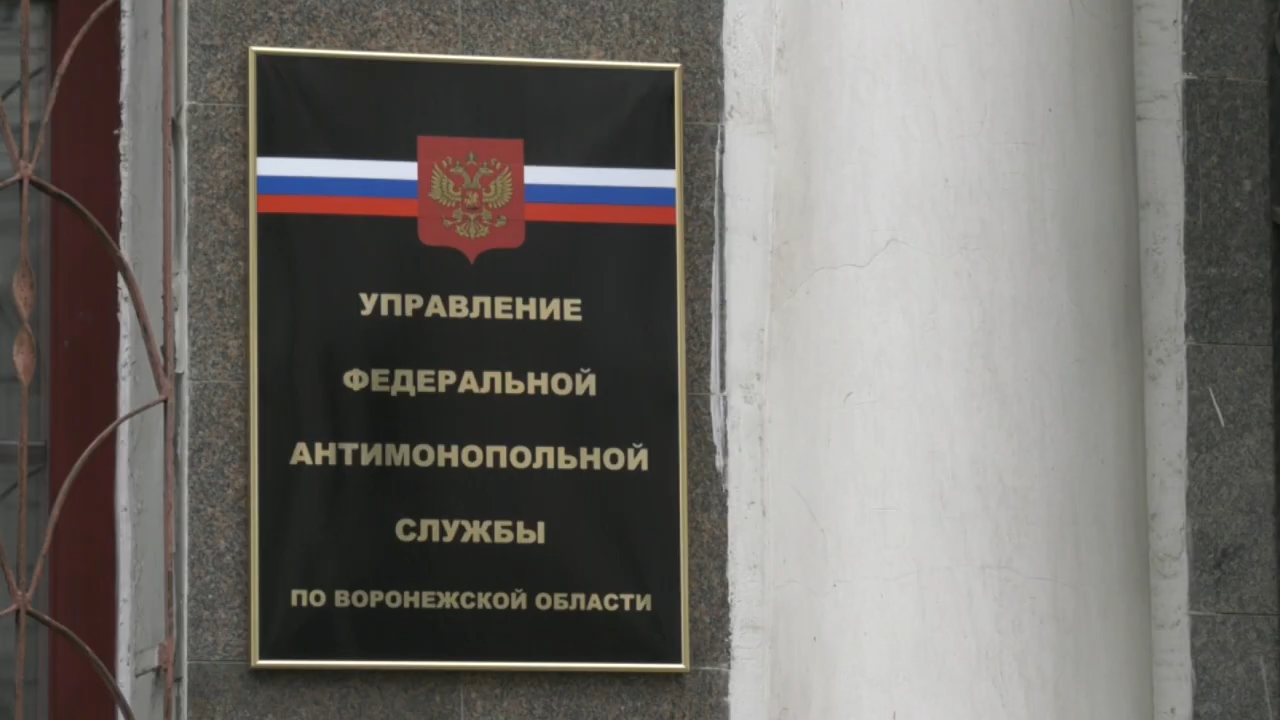 УПРАВЛЕНИЕ
ФЕДЕРАЛЬНОЙ
АНТИМОНОПОЛЬНОЙ
СЛУЖБЫ
ПО ВОРОНЕЖСКОЙ ОБЛАСТИ